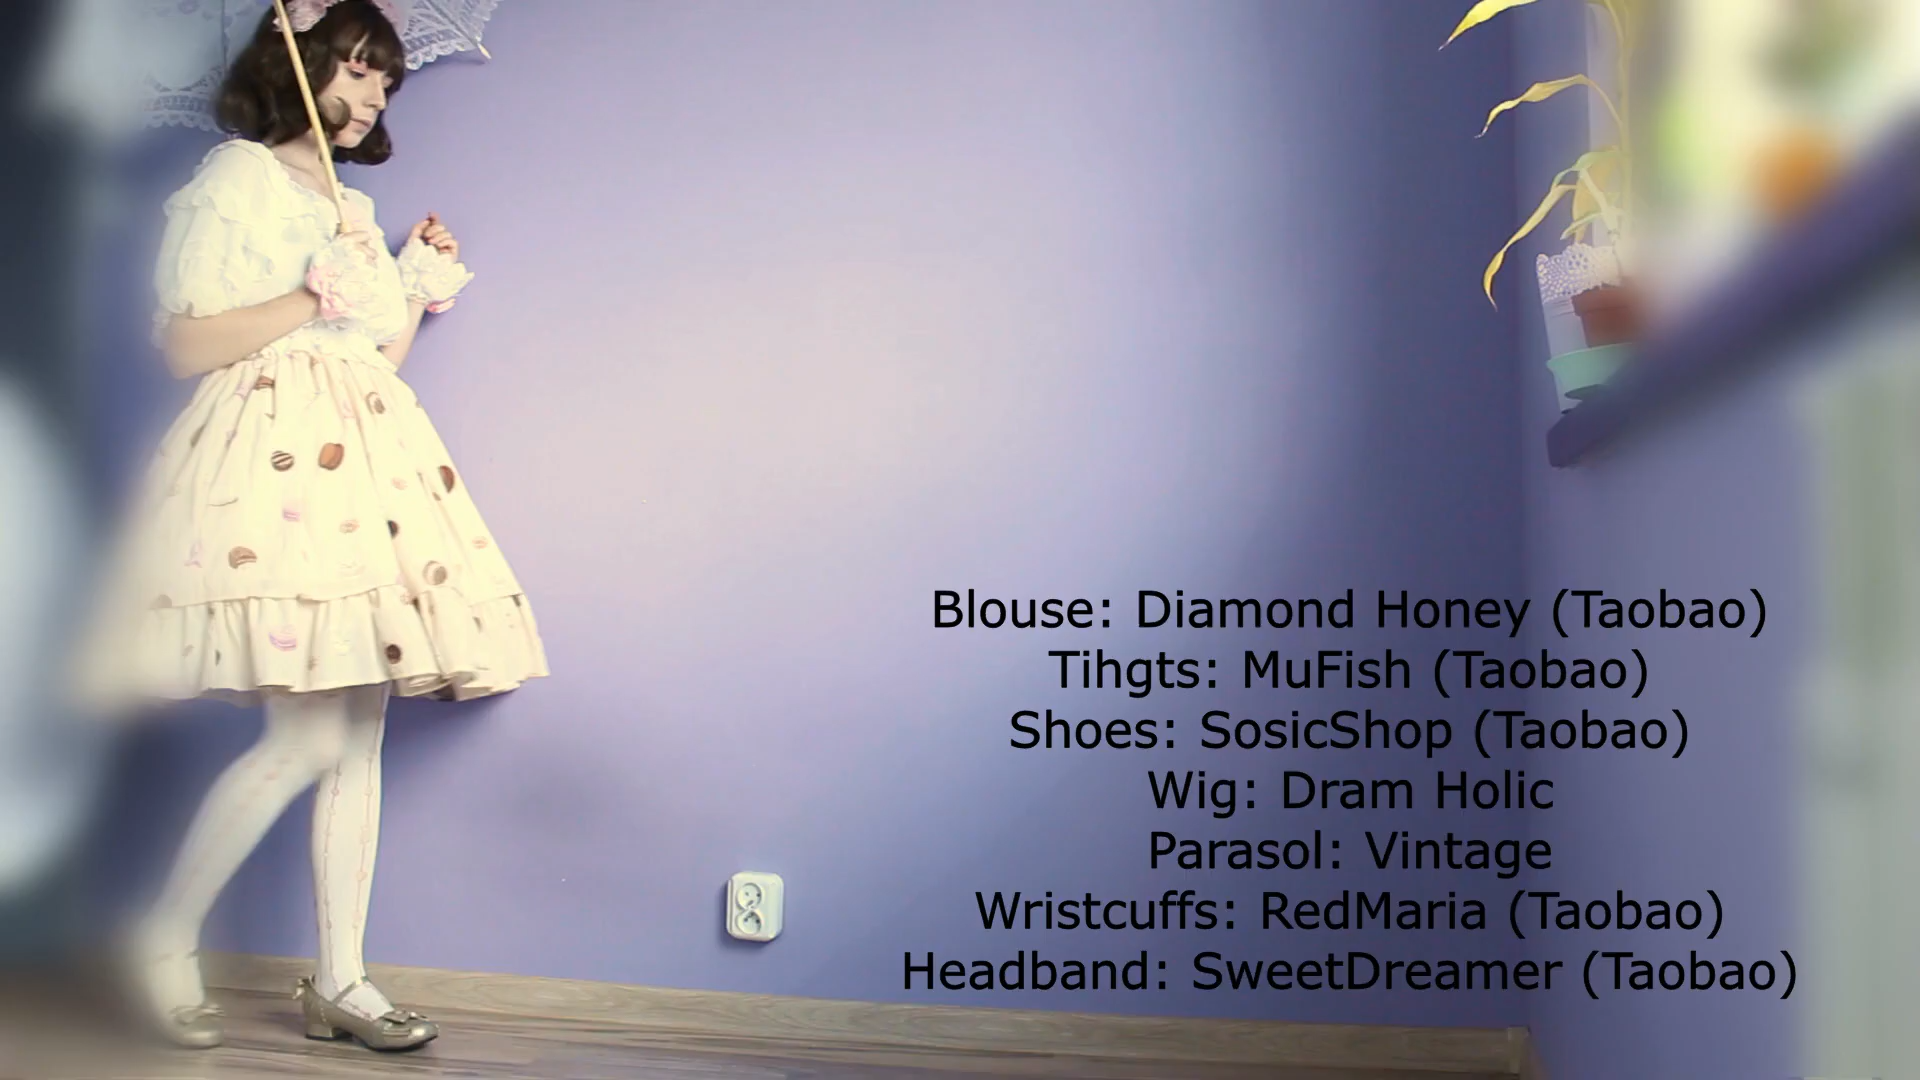 Blouse: Diamond Honey (Taobao)
Tihgts: MuFish (Taobao)
Shoes: SosicShop (Taobao)
Wig: Dram Holic
Parasol: Vintage
Wristcuffs: RedMaria (Taobao)
Headband: SweetDreamer (Taobao)